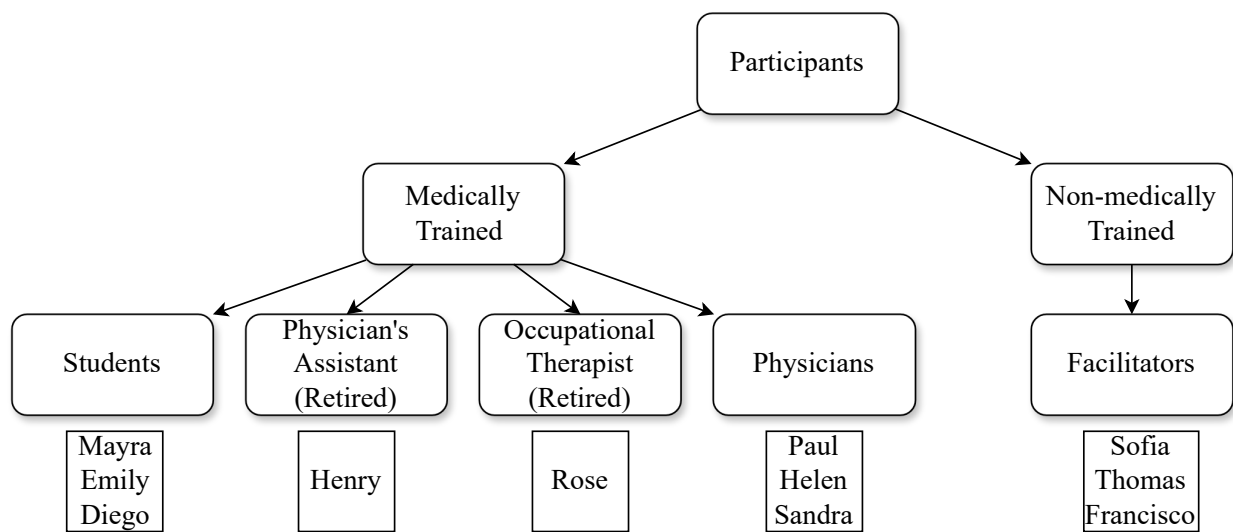 Participants
Medically
Trained
Non-medically
Trained
Students
Physician's
Assistant
(Retired)
Occupational
Therapist
(Retired)
Physicians
Facilitators
Mayra
Emily
Diego
Henry
Rose
Paul
Helen
Sandra
Sofia
Thomas
Francisco